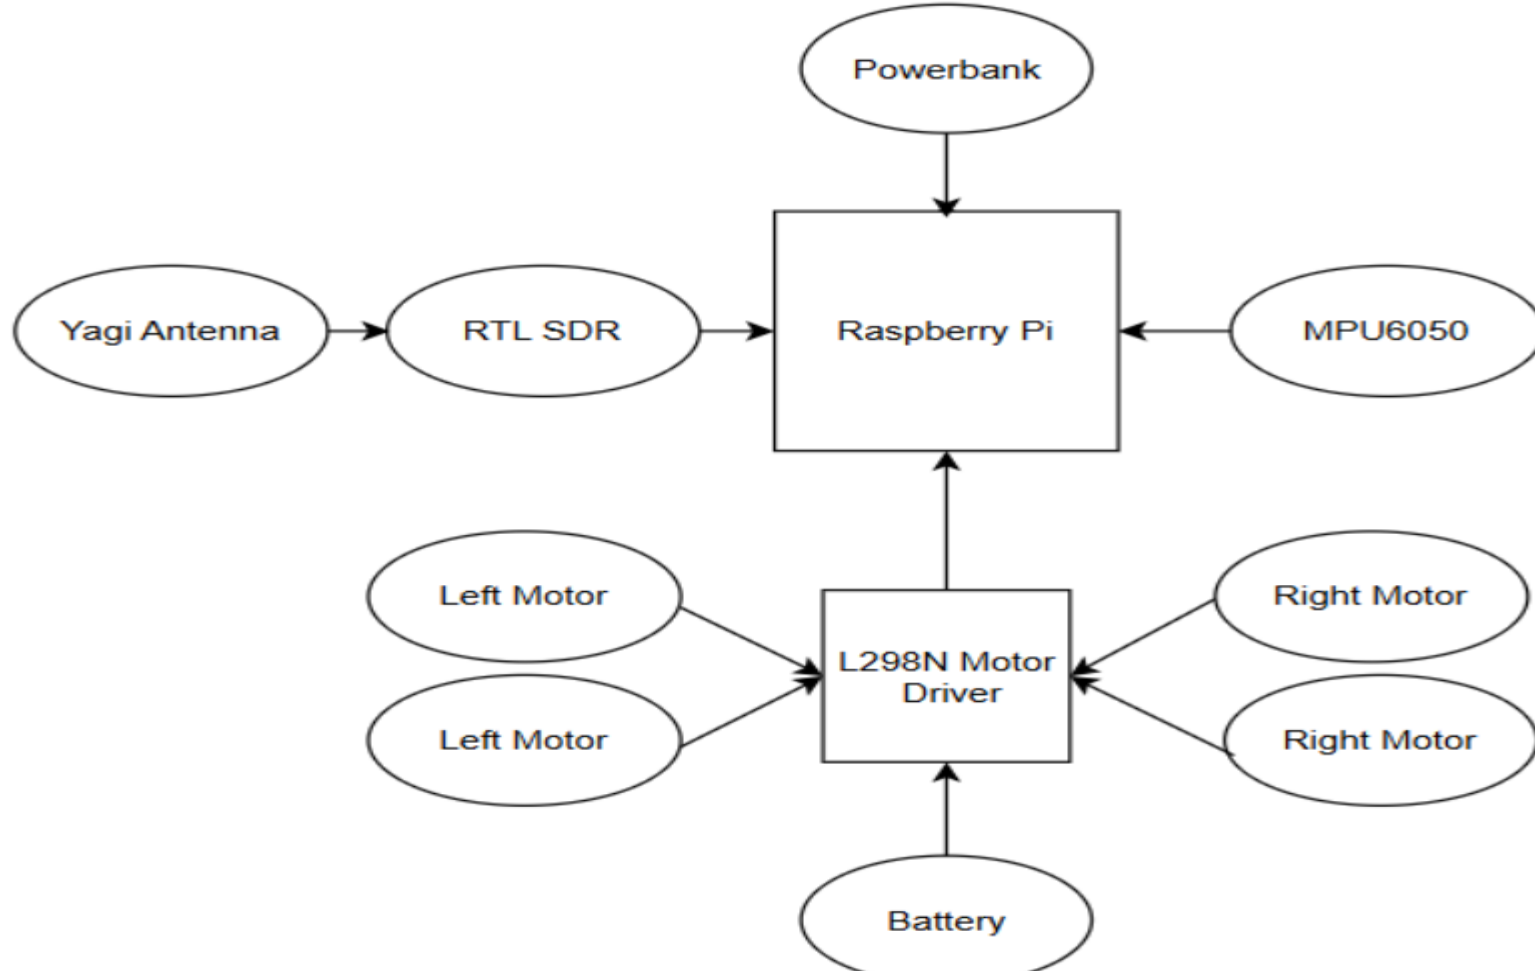 Powerbank
Yagi Antenna
RTL SDR
Raspberry Pi
MPU6050
Left Motor
Right Motor
L298N Motor
Driver
Left Motor
Right Motor
Battery